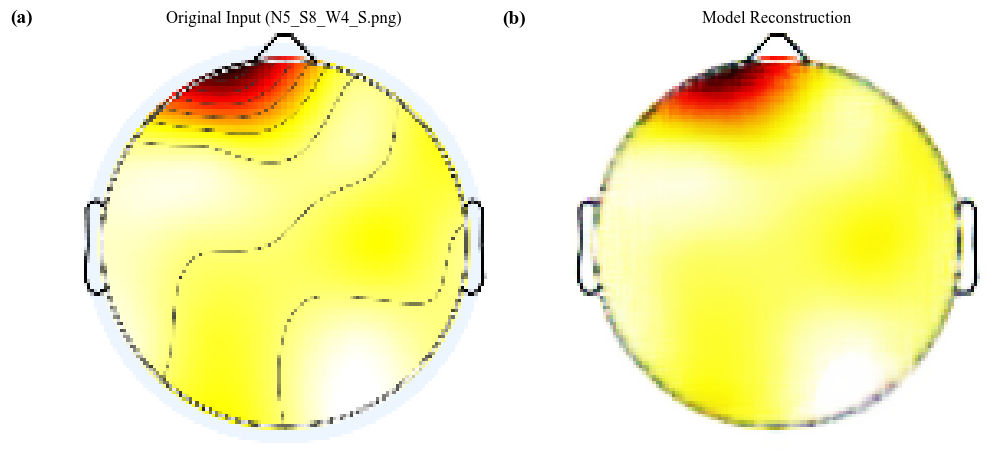 (a)
Original Input (N5_S8_W4_S.png)
(b)
Model Reconstruction